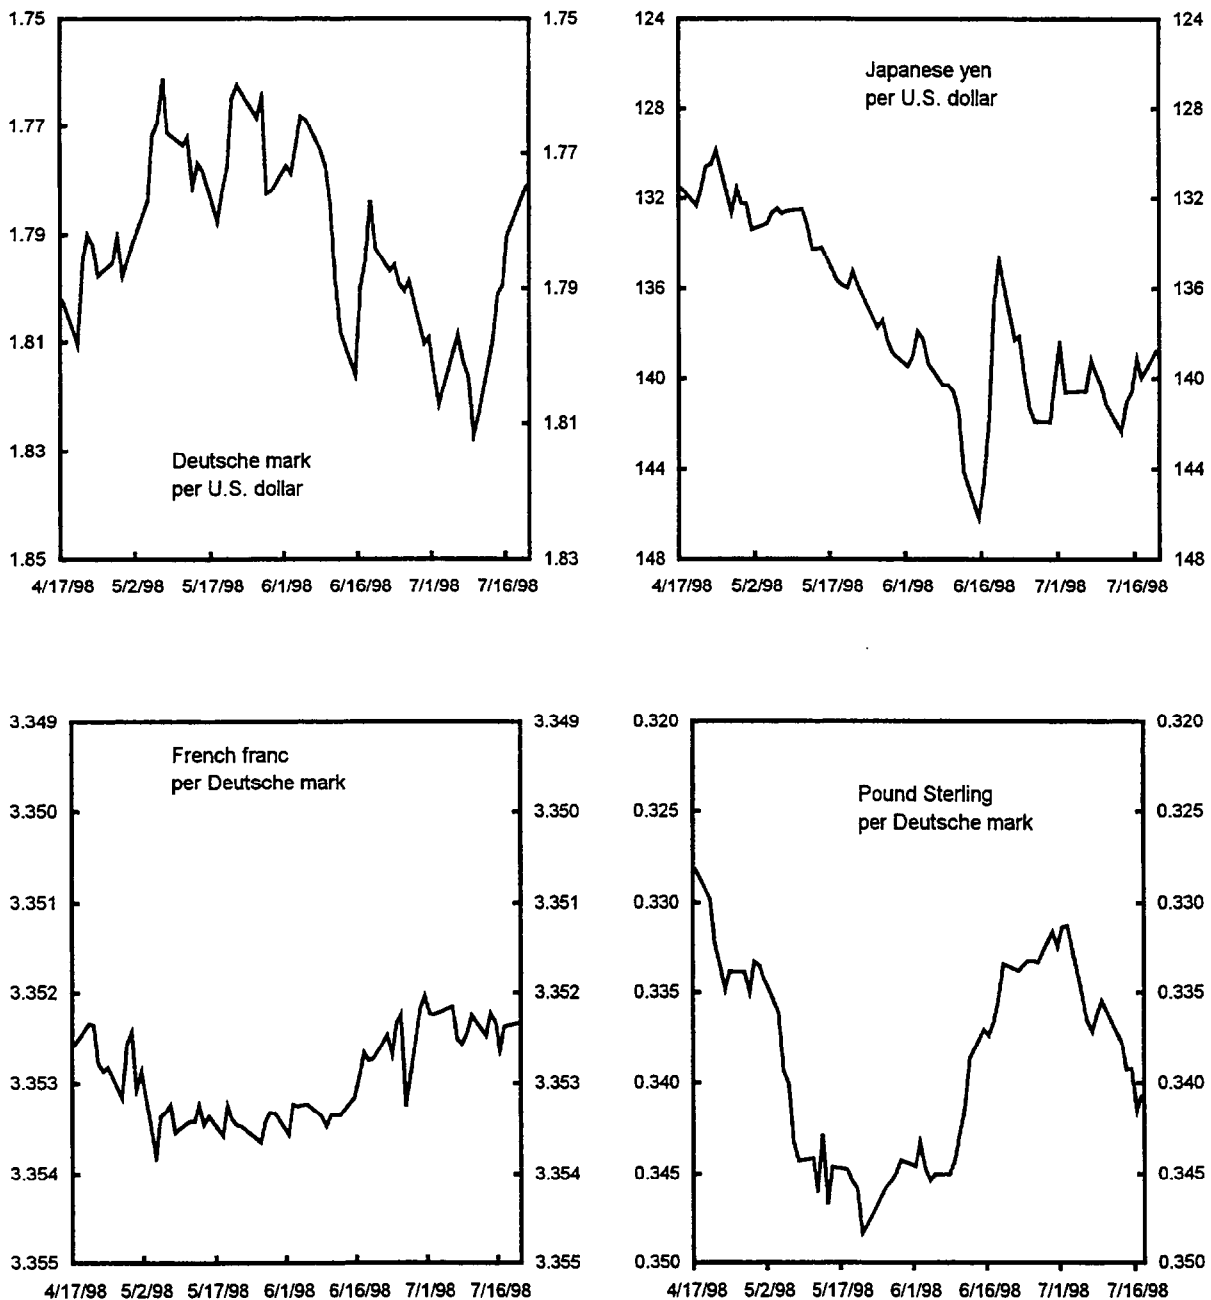 1.75 1.75
1.77 1.77
1.79 1.79
1.81 1.81
1.83
1.85 1.83
Deutsche mark
per U.S. dollar
4/17/98 5/2/98 5/17/98 6/1/98 6/16/98 7/1/98 7/16/98
124 124
128 128
132 132
136 136
140 140
144 144
148 148
Japanese yen
per U.S. dollar
4/17/98 5/2/98 5/17/98 6/1/98 6/16/98 7/1/98 7/16/98
3.349 3.349
3.350 3.350
3.351 3.351
3.352 3.352
3.353 3.353
3.354 3.354
3.355 3.355
French franc
per Deutsche mark
4/17/98 5/2/98 5/17/98 6/1/98 6/16/98 7/1/98 7/16/98
0.320 0.320
0.325 0.325
0.330 0.330
0.335 0.335
0.340 0.340
0.345 0.345
0.350 0.350
Pound Sterling
per Deutsche mark
4/17/98 5/2/98 5/17/98 6/1/98 6/16/98 7/1/98 7/16/98